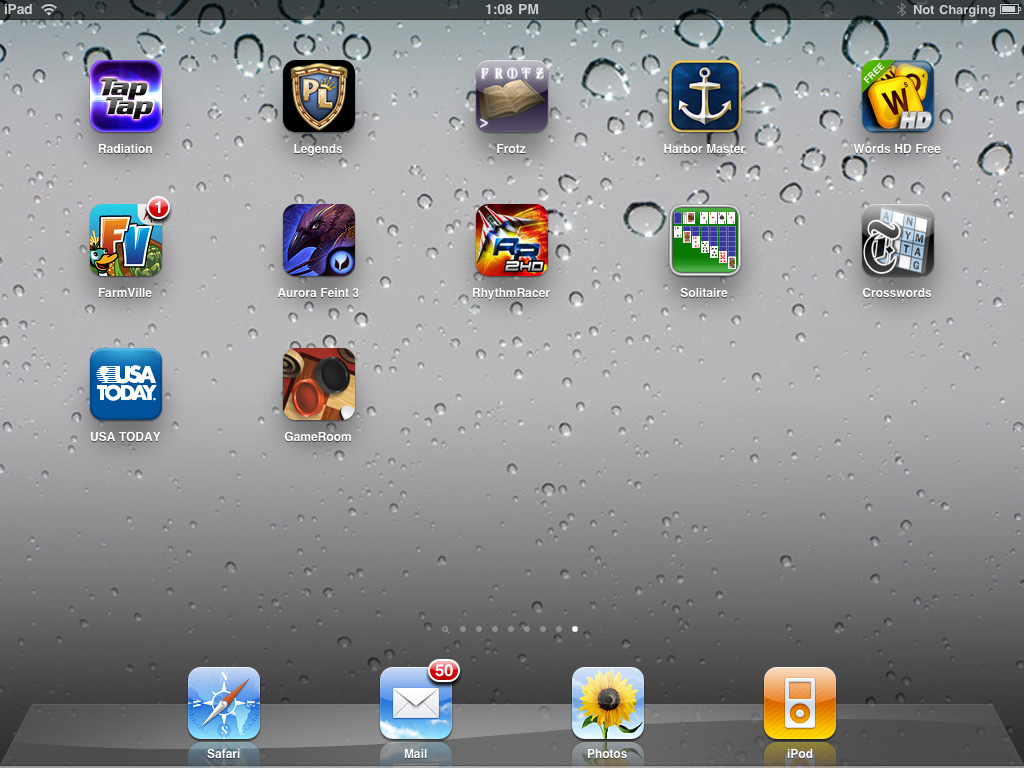 iPad
1:08 PM
Not Charging
Tap
Tap
PL
FROTZ
>
FREE
W
HD
Radiation
Legends
Frotz
Harbor Master
Words HD Free
1
FV
RR
2HD
A N
Y M
T A
G
FarmVille
Aurora Feint 3
RhythmRacer
Solitaire
Crosswords
USA
TODAY.
USA TODAY
GameRoom
50
N
S
Safari
Mail
Photos
iPod